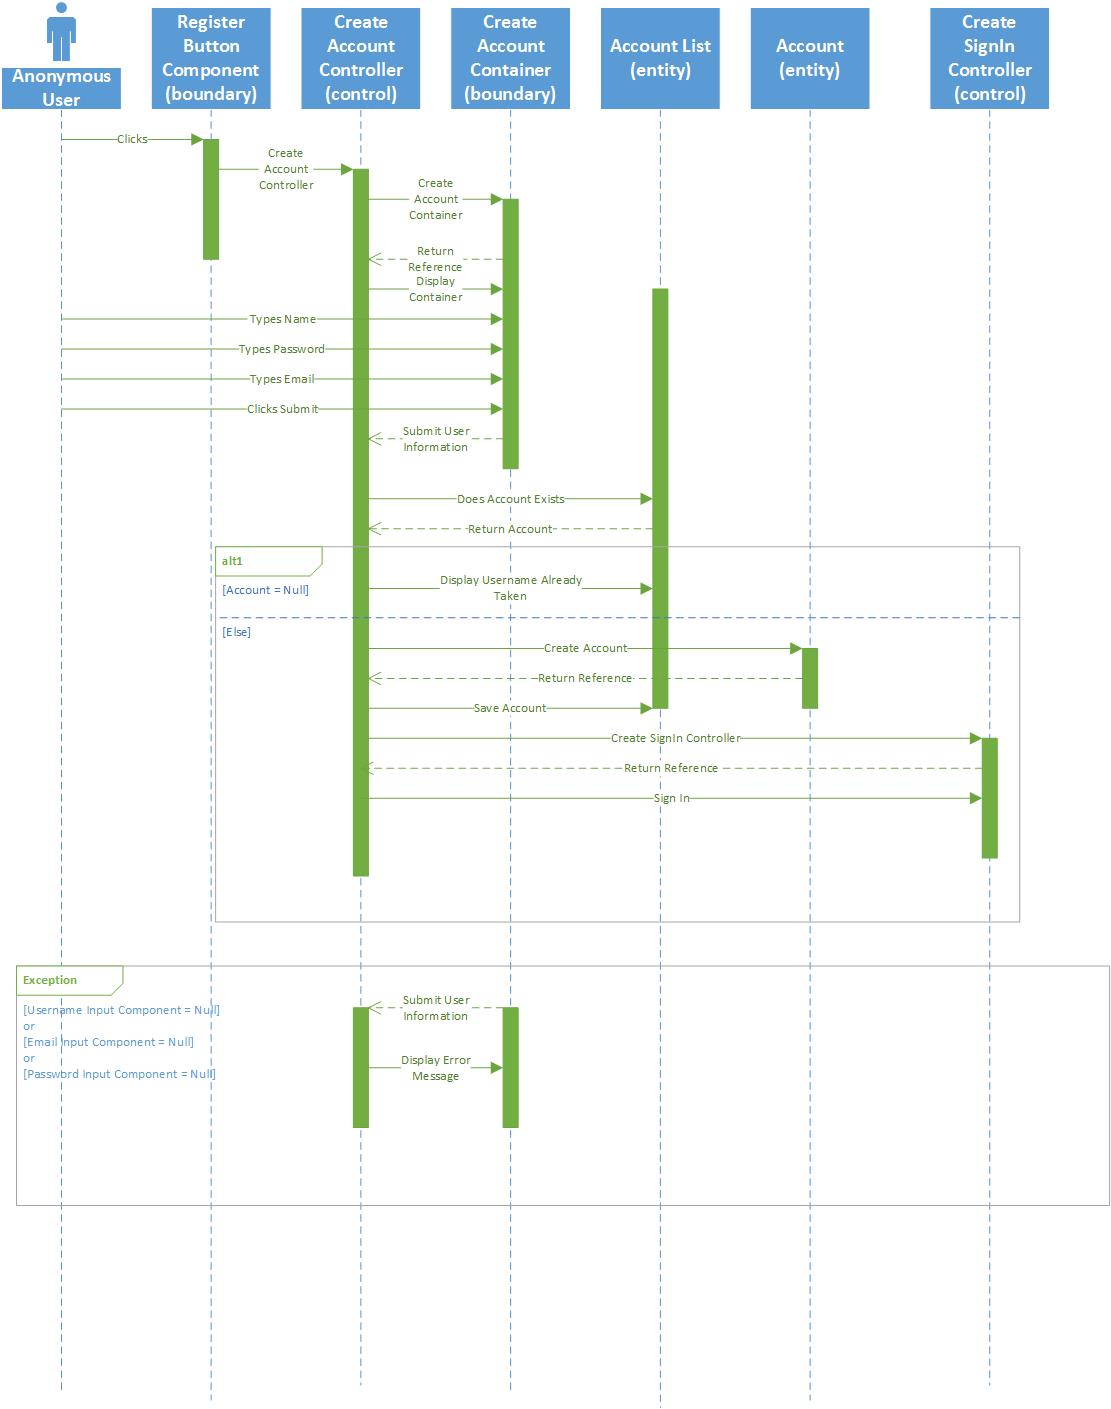 Anonymous
User
Register
Button
Component
(boundary)
Create
Account
Controller
(control)
Create
Account
Container
(boundary)
Account List
(entity)
Account
(entity)
Create
SignIn
Controller
(control)
Clicks
Create
Account
Controller
Create
Account
Container
Return
Reference
Display
Container
Types Name
Types Password
Types Email
Clicks Submit
Submit User
Information
Does Account Exists
Return Account
alt1
[Account = Null]
Display Username Already
Taken
[Else]
Create Account
Return Reference
Save Account
Create SignIn Controller
Return Reference
Sign In
Exception
[Username Input Component = Null]
or
[Email Input Component = Null]
or
[Password Input Component = Null]
Submit User
Information
Display Error
Message